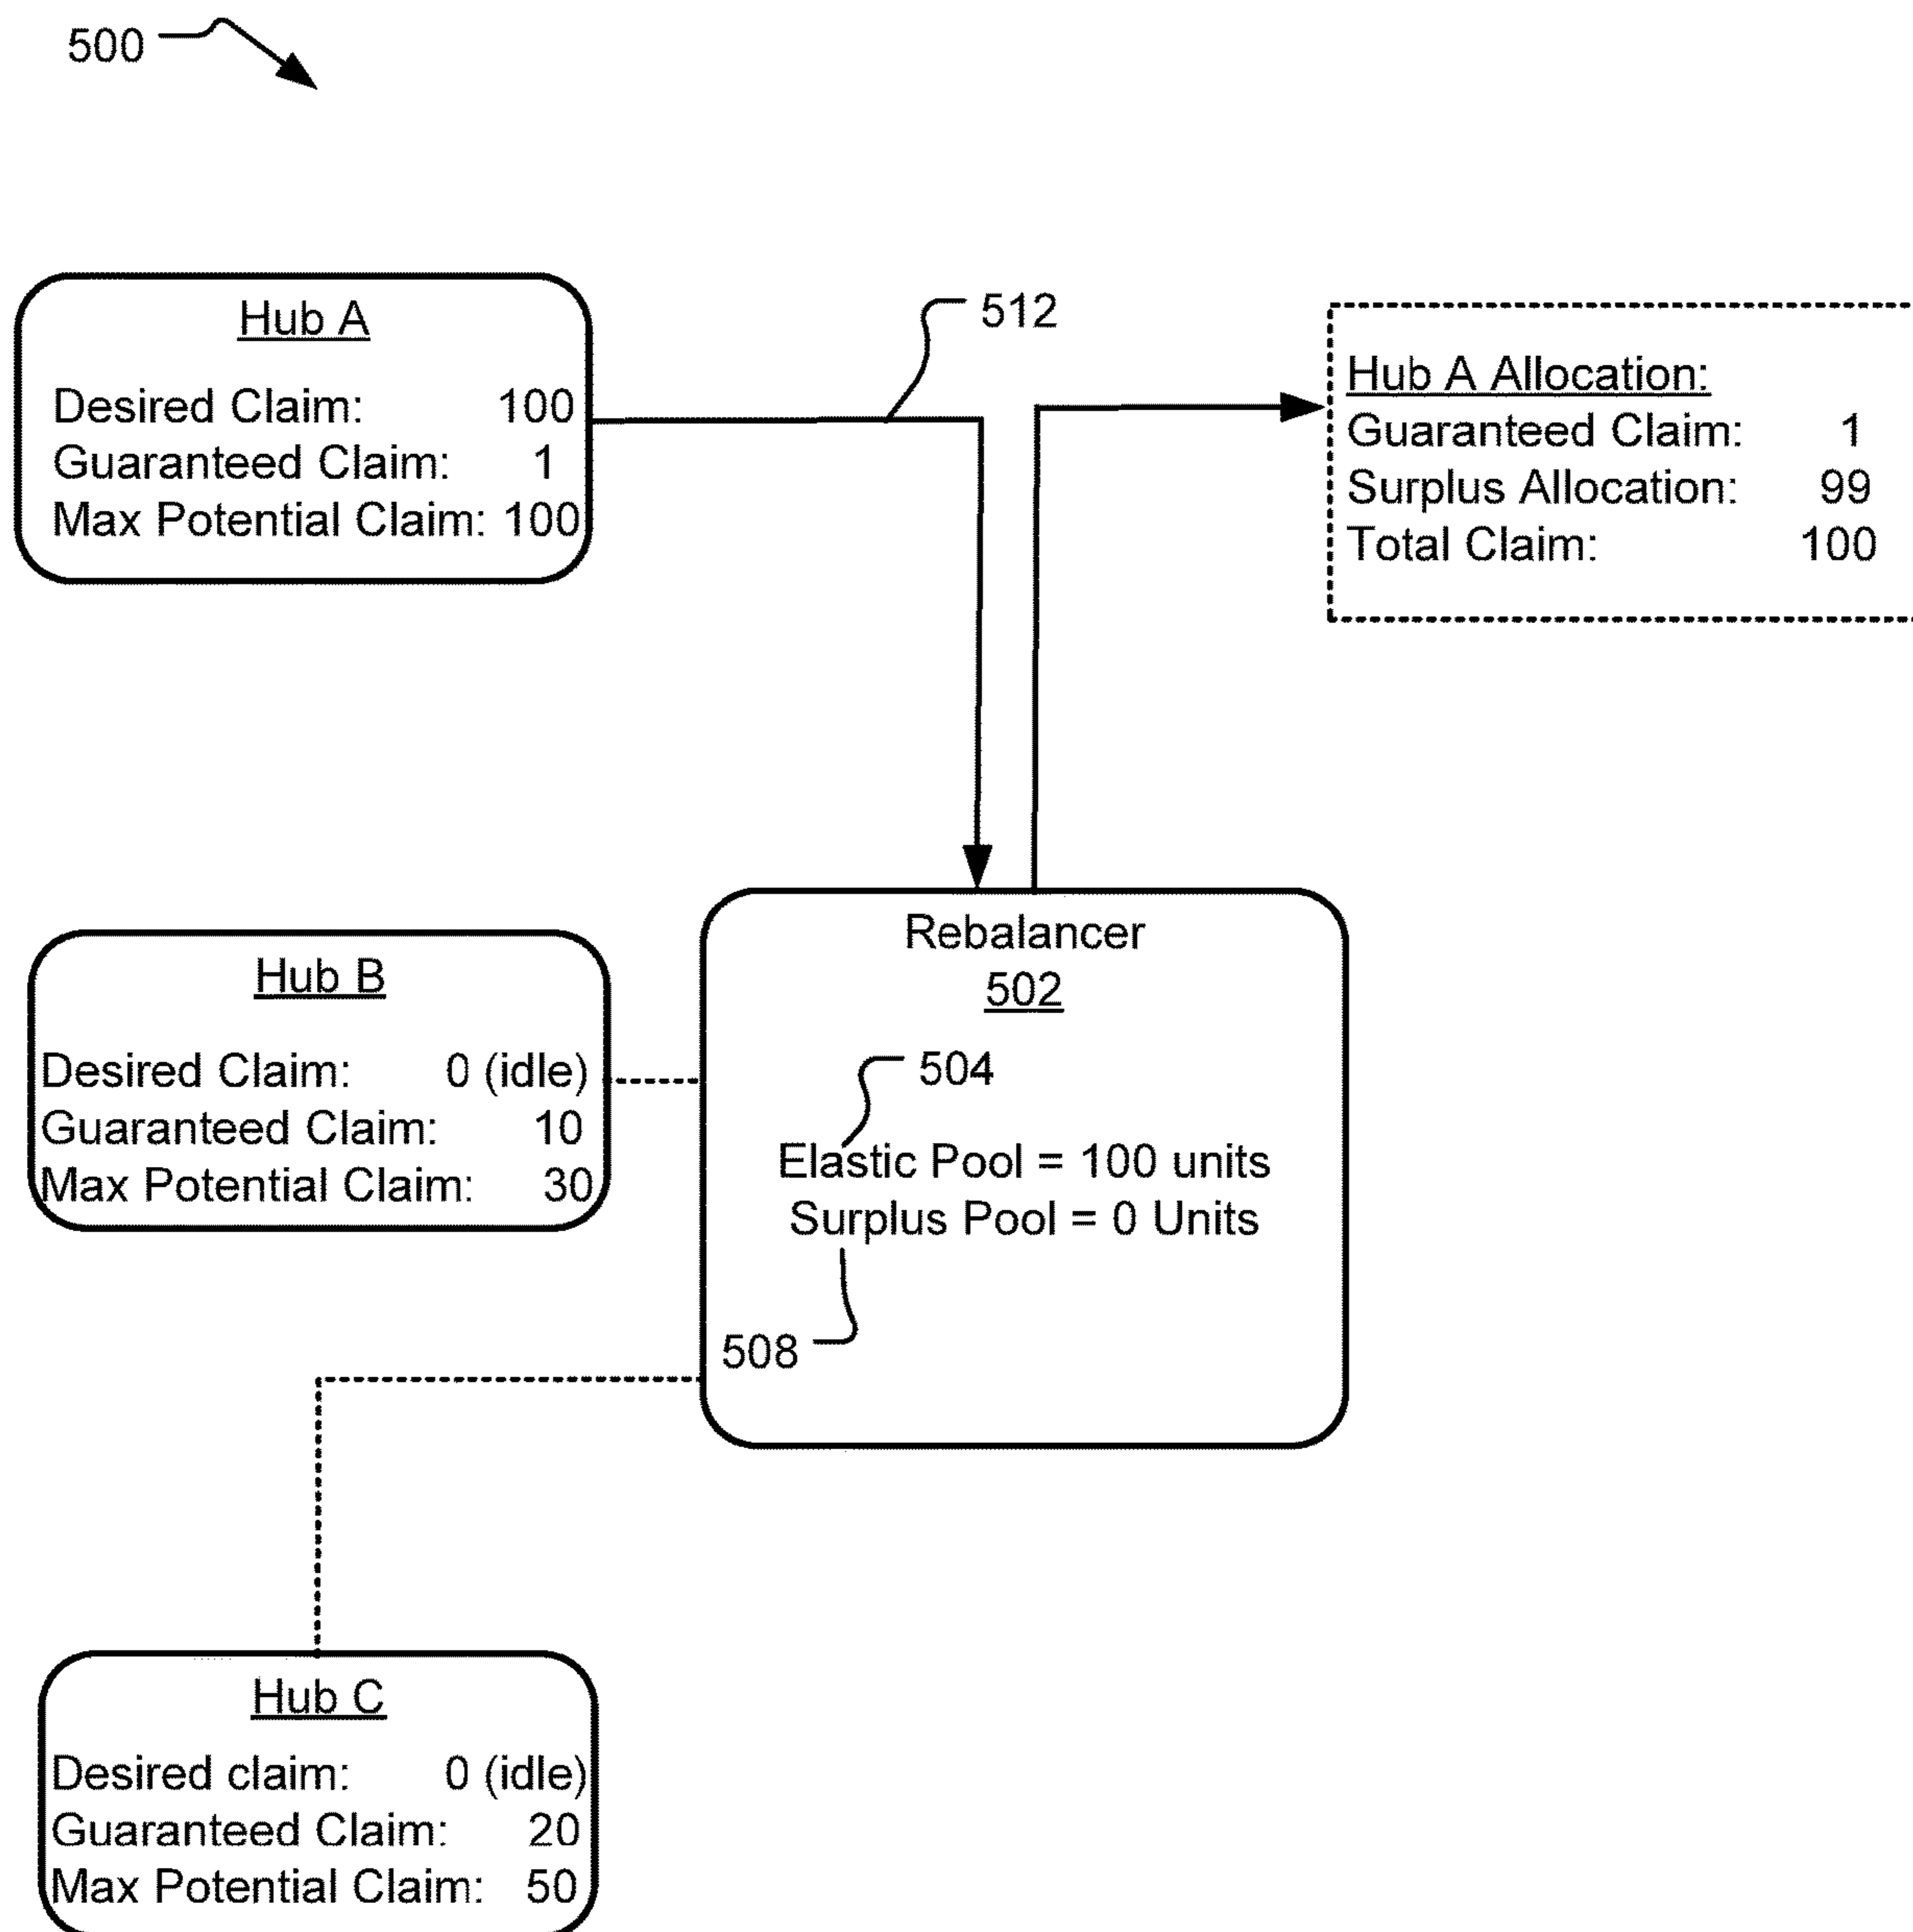 500
Hub A
Desired Claim: 100
Guaranteed Claim: 1
Max Potential Claim: 100
512
Hub A Allocation:
Guaranteed Claim: 1
Surplus Allocation: 99
Total Claim: 100
Hub B
Desired Claim: 0 (idle)
Guaranteed Claim: 10
Max Potential Claim: 30
Rebalancer
502
504
Elastic Pool = 100 units
Surplus Pool = 0 Units
508
Hub C
Desired claim: 0 (idle)
Guaranteed Claim: 20
Max Potential Claim: 50